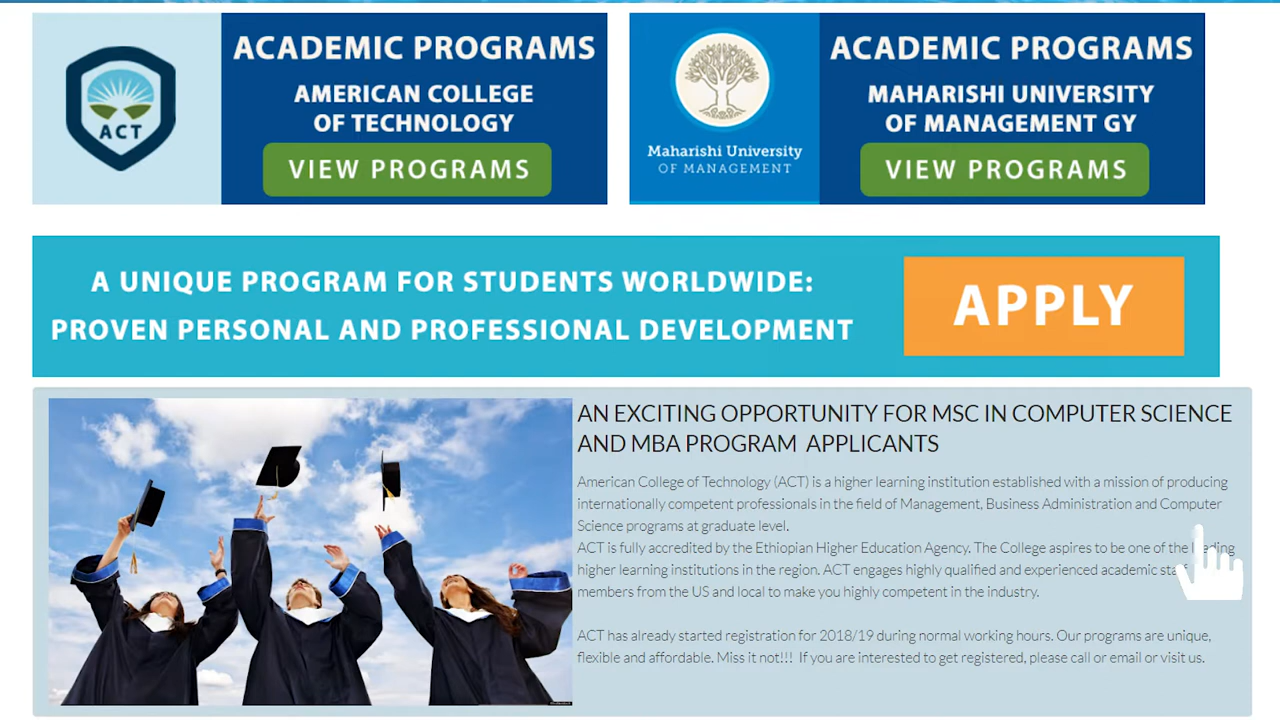 ACT
ACADEMIC PROGRAMS
AMERICAN COLLEGE
OF TECHNOLOGY
VIEW PROGRAMS
Maharishi University
OF MANAGEMENT
ACADEMIC PROGRAMS
MAHARISHI UNIVERSITY
OF MANAGEMENT GY
VIEW PROGRAMS
A UNIQUE PROGRAM FOR STUDENTS WORLDWIDE:
PROVEN PERSONAL AND PROFESSIONAL DEVELOPMENT
APPLY
AN EXCITING OPPORTUNITY FOR MSC IN COMPUTER SCIENCE
AND MBA PROGRAM APPLICANTS
American College of Technology (ACT) is a higher learning institution established with a mission of producing
internationally competent professionals in the field of Management, Business Administration and Computer
Science programs at graduate level.
ACT is fully accredited by the Ethiopian Higher Education Agency. The College aspires to be one of the leading
higher learning institutions in the region. ACT engages highly qualified and experienced academic staff
members from the US and local to make you highly competent in the industry.
ACT has already started registration for 2018/19 during normal working hours. Our programs are unique,
flexible and affordable. Miss it not!!! If you are interested to get registered, please call or email or visit us.